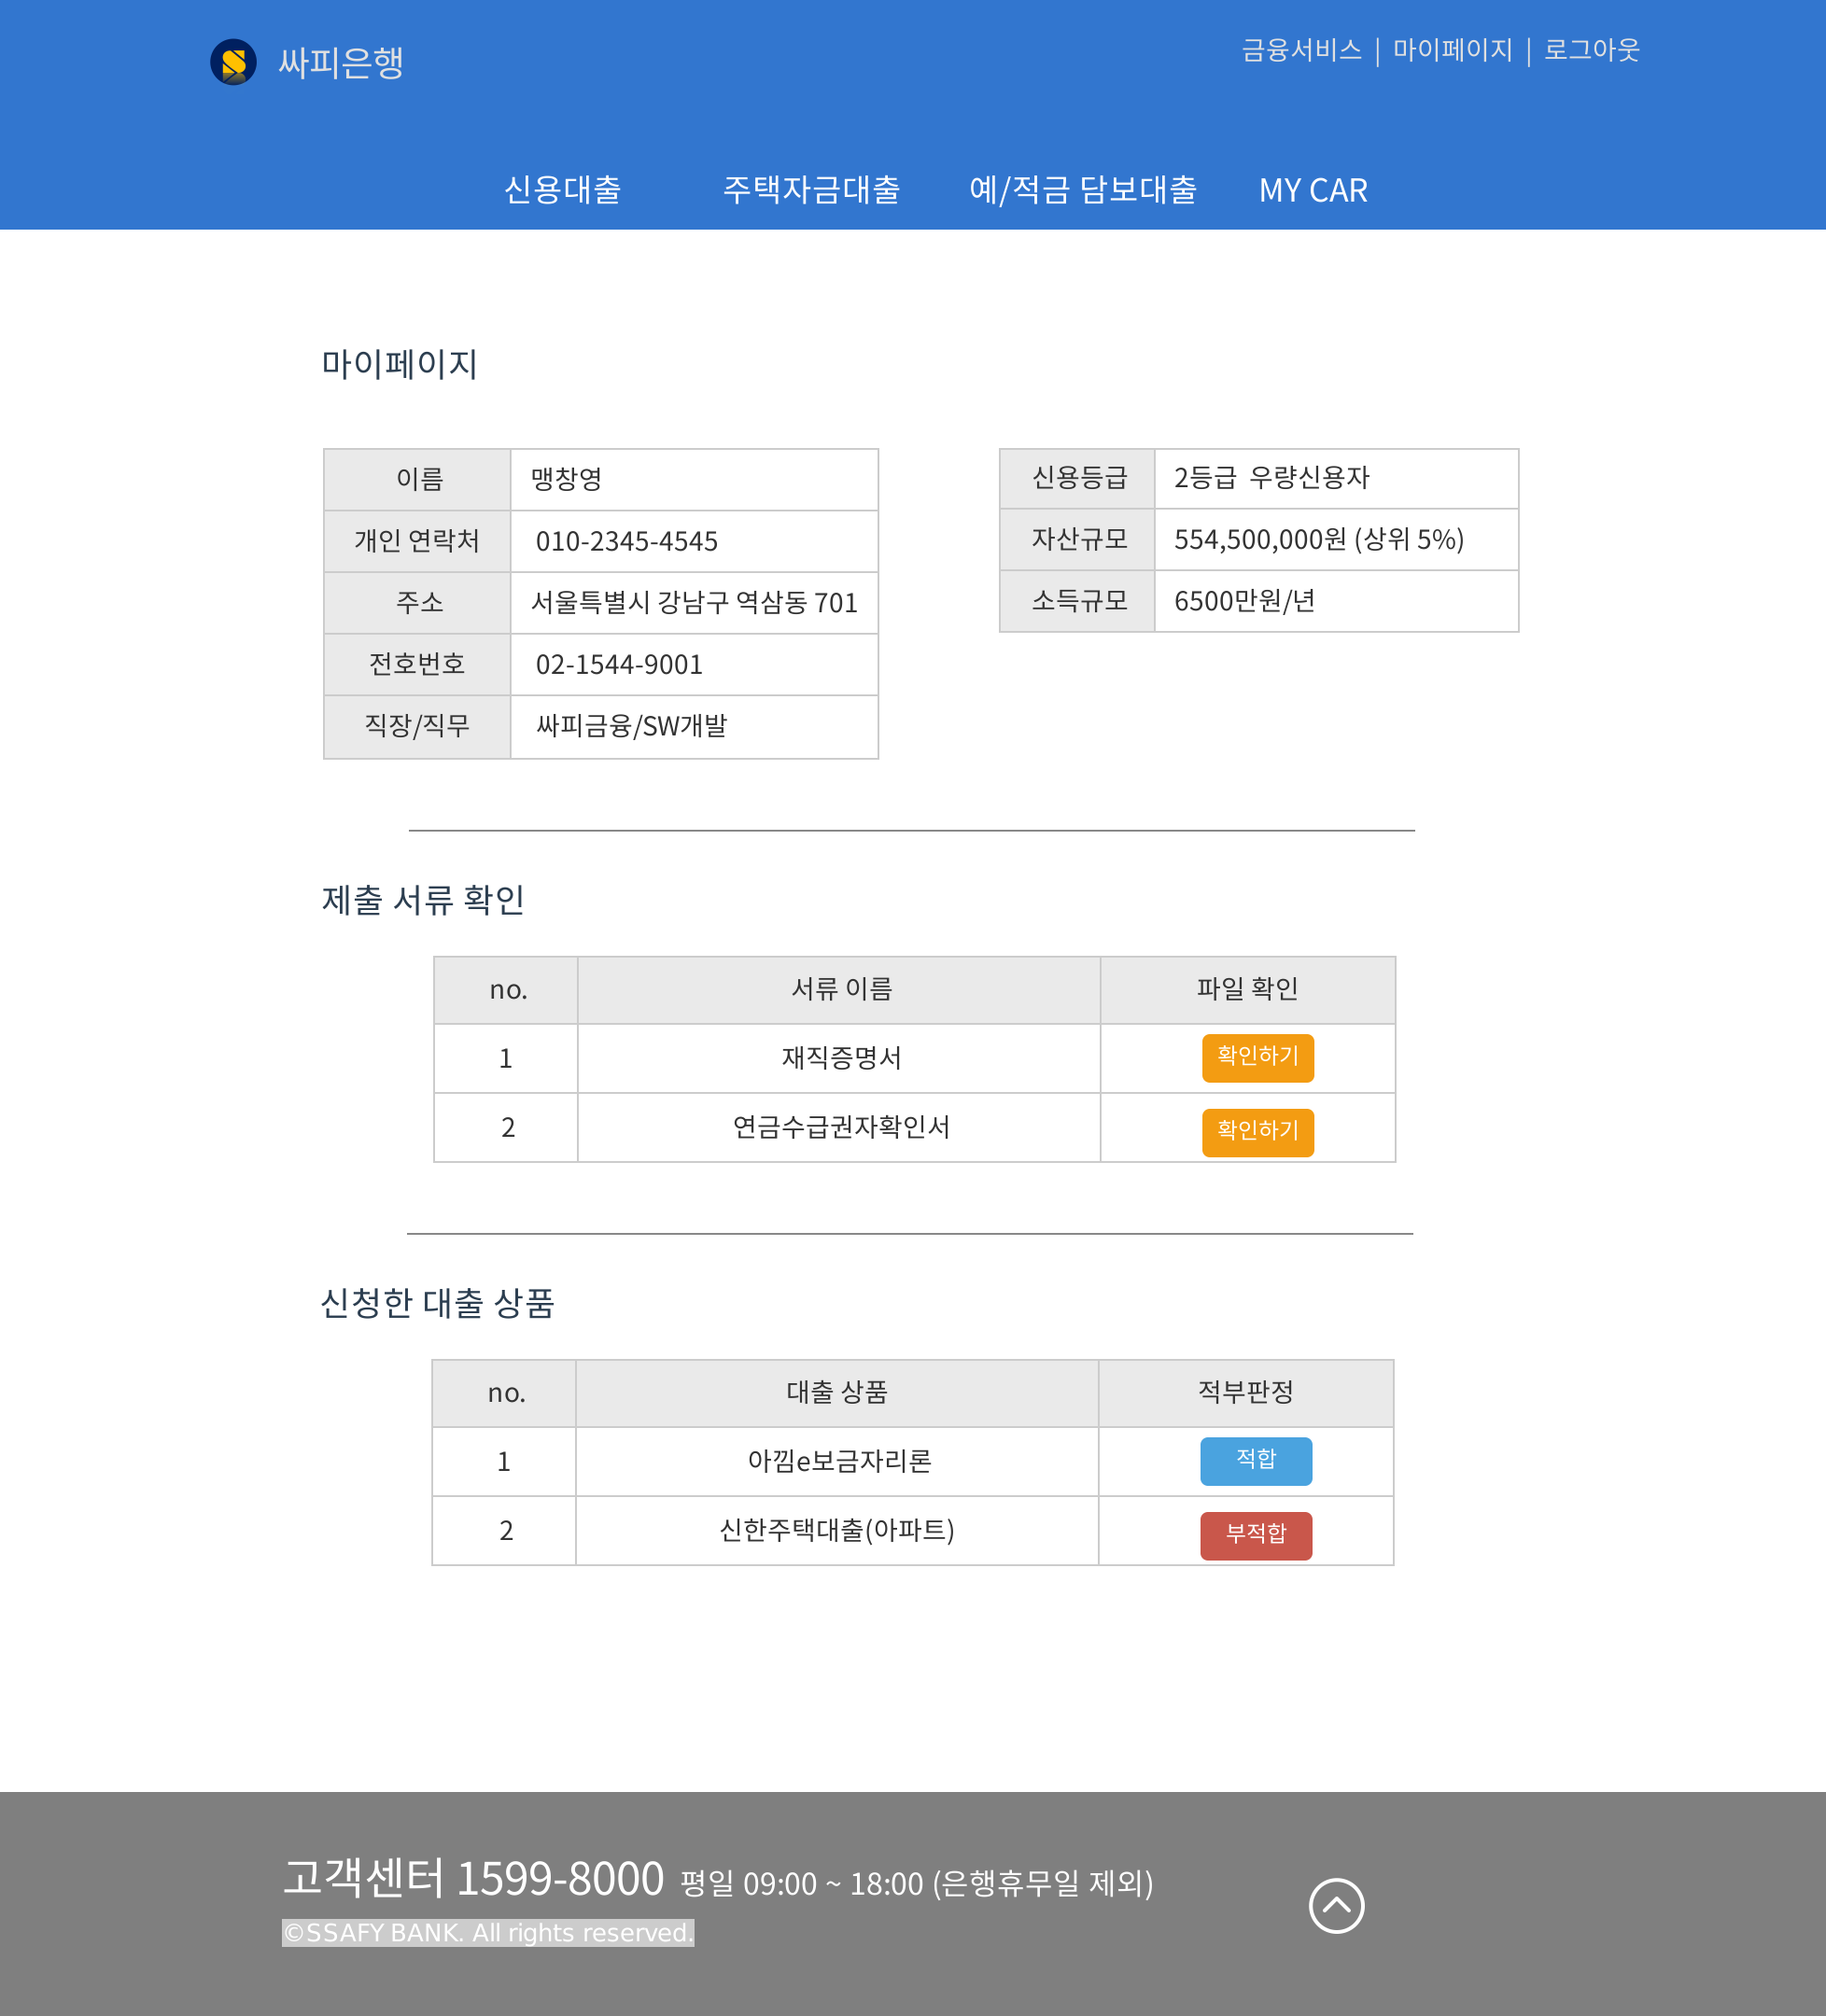 싸피은행
금융서비스 | 마이페이지 | 로그아웃
신용대출 주택자금대출 예/적금 담보대출 MY CAR
마이페이지
이름 맹창영
개인 연락처 010-2345-4545
주소 서울특별시 강남구 역삼동 701
전호번호 02-1544-9001
직장/직무 싸피금융/SW개발
신용등급 2등급 우량신용자
자산규모 554,500,000원 (상위 5%)
소득규모 6500만원/년
제출 서류 확인
no. 서류 이름 파일 확인
1 재직증명서 확인하기
2 연금수급권자확인서 확인하기
신청한 대출 상품
no. 대출 상품 적부판정
1 아낌e보금자리론 적합
2 신한주택대출(아파트) 부적합
고객센터 1599-8000 평일 09:00 ~ 18:00 (은행휴무일 제외)
©SSAFY BANK. All rights reserved.